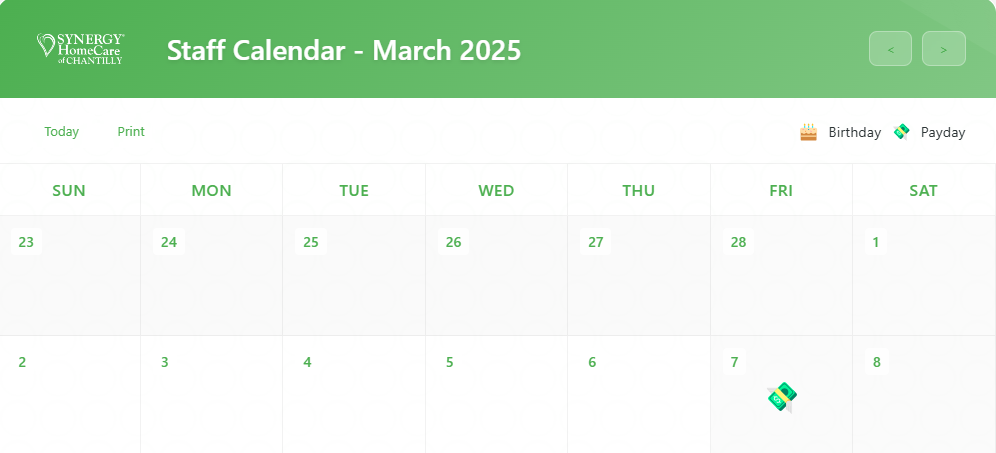 SYNERGY
HomeCare
of CHANTILLY
Staff Calendar - March 2025
< >
Today Print
Birthday Payday
SUN MON TUE WED THU FRI SAT
23 24 25 26 27 28 1
2 3 4 5 6 7 8